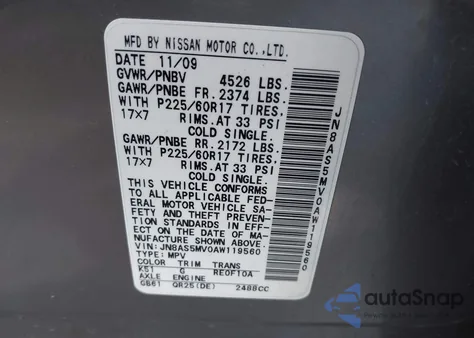 MFD BY NISSAN MOTOR CO.,LTD.
DATE 11/09
GVWR/PNBV 4526 LBS.
GAWR/PNBE FR. 2374 LBS.
WITH P225/60R17 TIRES,
17x7 RIMS.AT 33 PSI
COLD SINGLE.
GAWR/PNBE RR. 2172 LBS.
WITH P225/60R17 TIRES,
17x7 RIMS.AT 33 PSI
COLD SINGLE.
THIS VEHICLE CONFORMS
TO ALL APPLICABLE FED-
ERAL MOTOR VEHICLE SA-
FETY AND THEFT PREVEN-
TION STANDARDS IN EFF-
ECT ON THE DATE OF MA-
NUFACTURE SHOWN ABOVE.
VIN: JN8AS5MV0AW119560
TYPE: MPV
COLOR TRIM TRANS
K51 G RE0F10A
AXLE ENGINE
GB61 QR25(DE) 2488CC
JN8AS5MV0AW119560
autoSnap